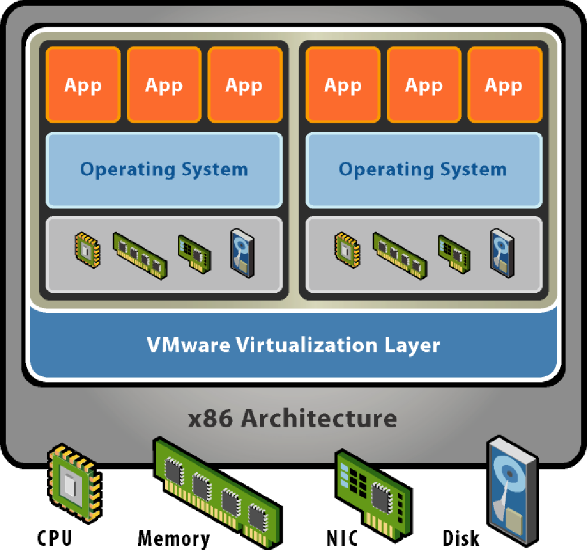 App App App App App App
Operating System Operating System
VMware Virtualization Layer
x86 Architecture
CPU Memory NIC Disk